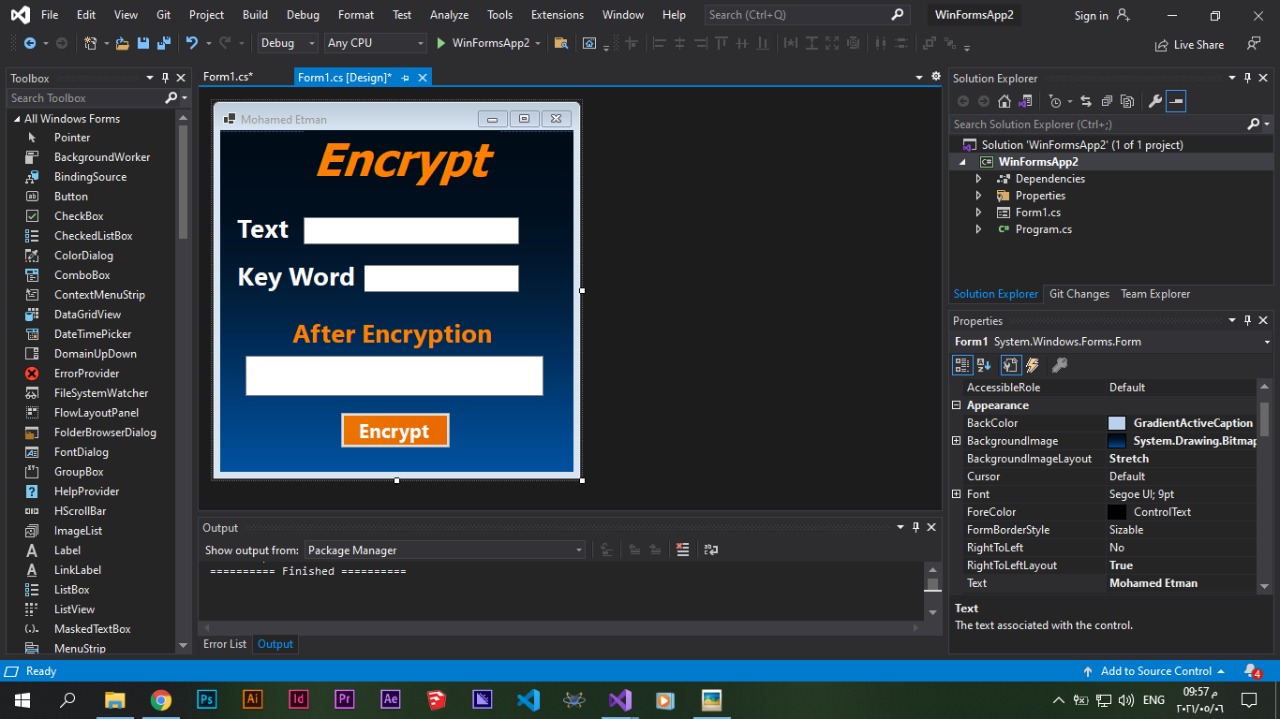 File Edit View Git Project Build Debug Format Test Analyze Tools Extensions Window Help Search (Ctrl+Q) WinFormsApp2 Sign in
Debug Any CPU WinFormsApp2 Live Share
Toolbox
Search Toolbox
All Windows Forms
Pointer
BackgroundWorker
BindingSource
Button
CheckBox
CheckedListBox
ColorDialog
ComboBox
ContextMenuStrip
DataGridView
DateTimePicker
DomainUpDown
ErrorProvider
FileSystemWatcher
FlowLayoutPanel
FolderBrowserDialog
FontDialog
GroupBox
HelpProvider
HScrollBar
ImageList
Label
LinkLabel
ListBox
ListView
MaskedTextBox
MenuStrip
Form1.cs* Form1.cs [Design]*
Mohamed Etman
Encrypt
Text
Key Word
After Encryption
Encrypt
Output
Show output from: Package Manager
========== Finished ==========
Error List Output
Solution Explorer
Search Solution Explorer (Ctrl+;)
Solution 'WinFormsApp2' (1 of 1 project)
WinFormsApp2
Dependencies
Properties
Form1.cs
Program.cs
Solution Explorer Git Changes Team Explorer
Properties
Form1 System.Windows.Forms.Form
AccessibleRole Default
Appearance
BackColor GradientActiveCaption
BackgroundImage System.Drawing.Bitmap
BackgroundImageLayout Stretch
Cursor Default
Font Segoe UI; 9pt
ForeColor ControlText
FormBorderStyle Sizable
RightToLeft No
RightToLeftLayout True
Text Mohamed Etman
Text
The text associated with the control.
Ready Add to Source Control 4
Ps Ai Id Pr Ae ENG
09:57 م
٢٠٢١/٠٥/٠٦